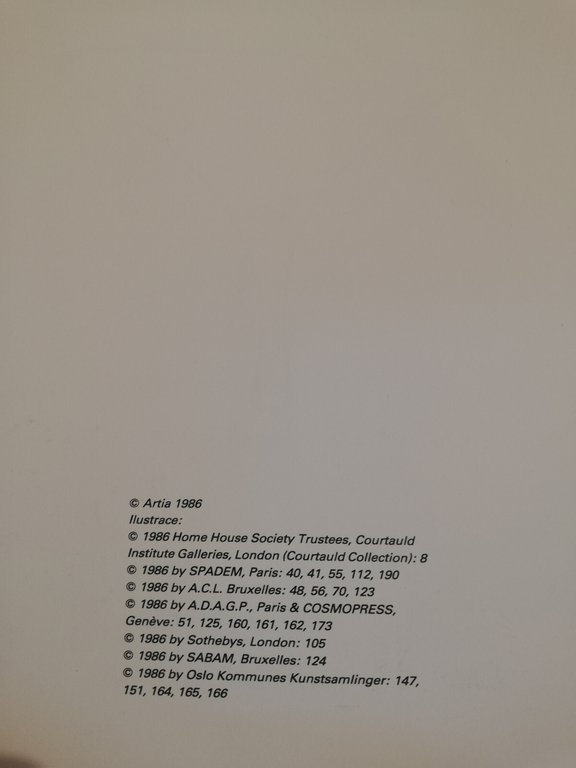 © Artia 1986
Ilustrace:
© 1986 Home House Society Trustees, Courtauld
Institute Galleries, London (Courtauld Collection): 8
© 1986 by SPADEM, Paris: 40, 41, 55, 112, 190
© 1986 by A.C.L. Bruxelles: 48, 56, 70, 123
© 1986 by A.D.A.G.P., Paris & COSMOPRESS,
Genève: 51, 125, 160, 161, 162, 173
© 1986 by Sothebys, London: 105
© 1986 by SABAM, Bruxelles: 124
© 1986 by Oslo Kommunes Kunstsamlinger: 147,
151, 164, 165, 166